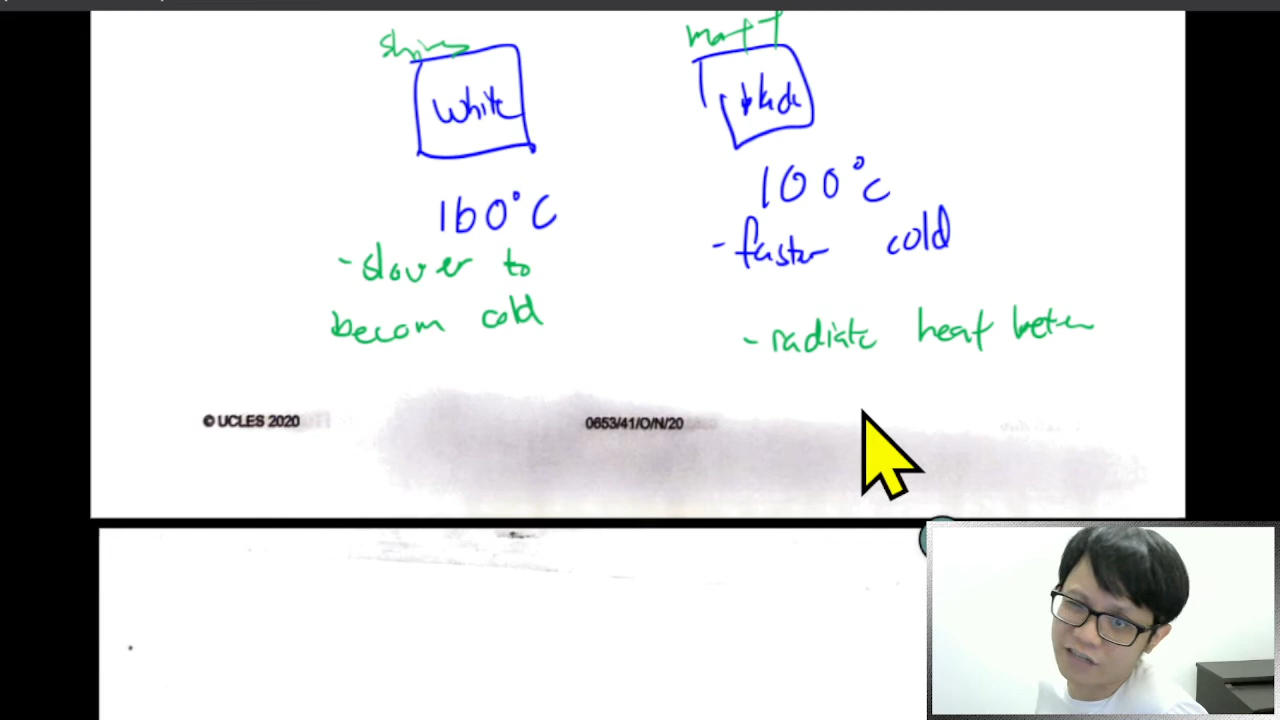 shiny
matt
white
black
100°C
100°C
- slower to
become cold
- faster cold
- radiate heat better
© UCLES 2020
0653/41/O/N/20